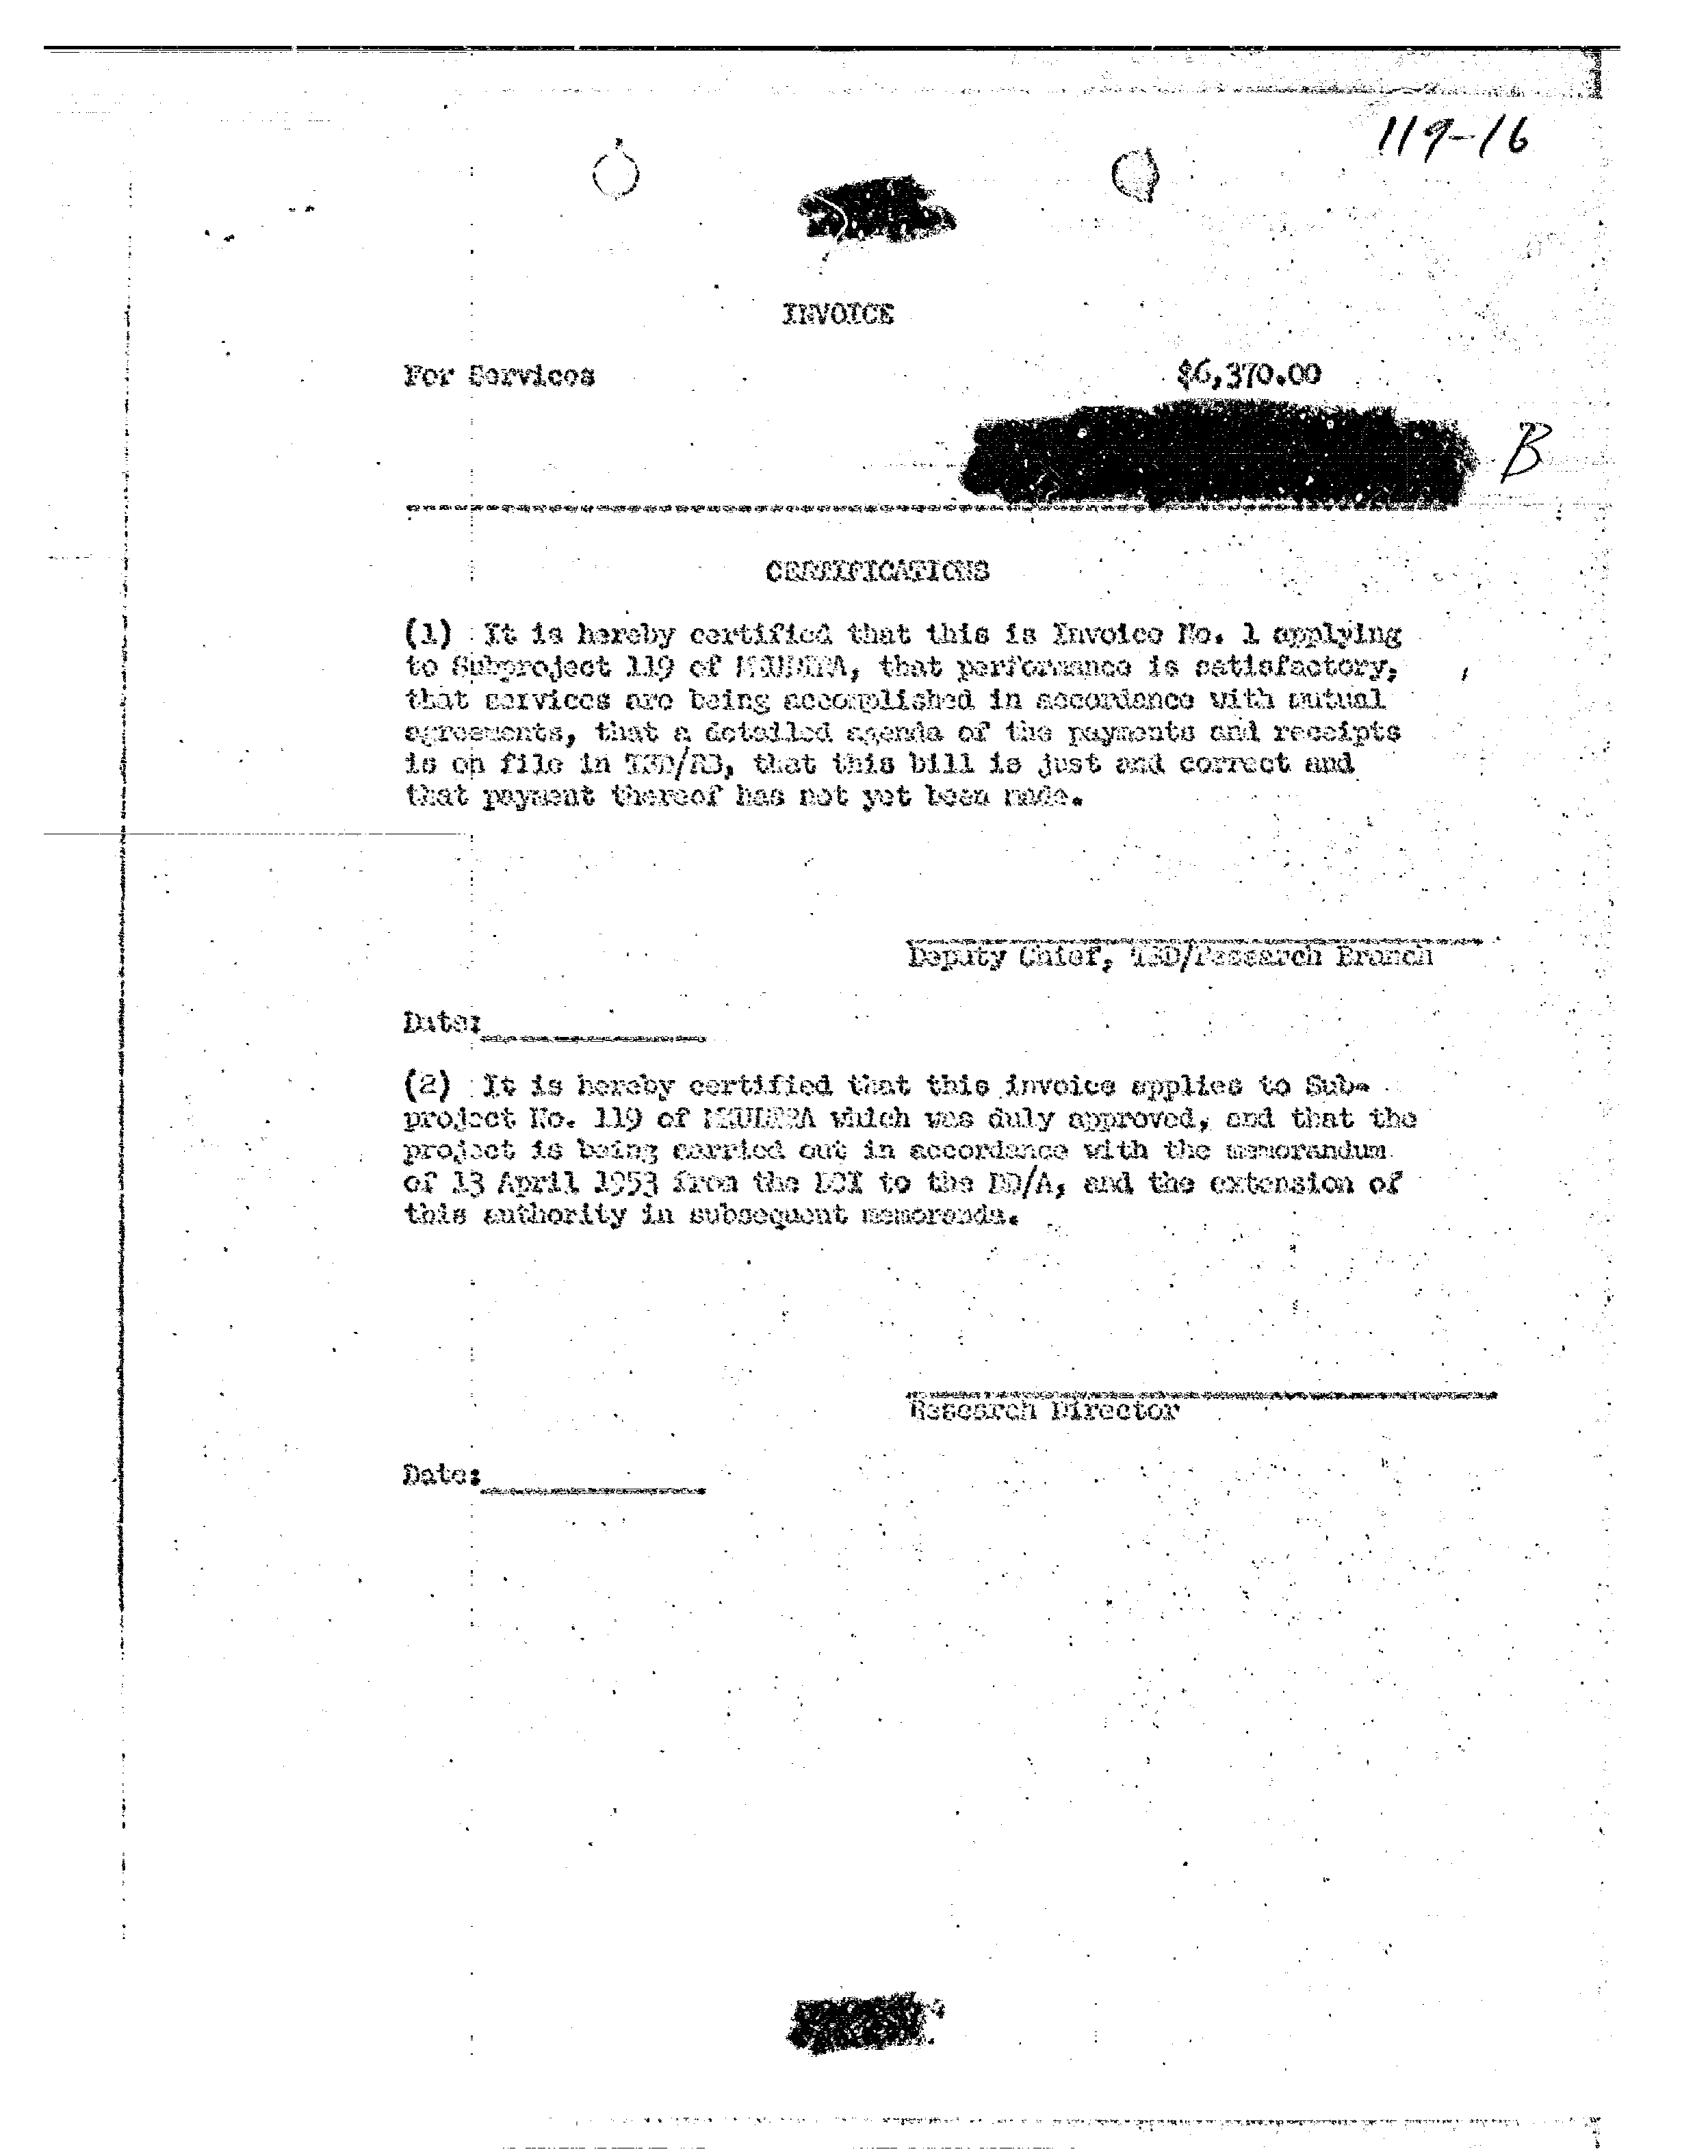 119-16
INVOICE
For Services $6,370.00
B
CERTIFICATIONS
(1) It is hereby certified that this is Invoice No. 1 applying
to Subproject 119 of MKULTRA, that performance is satisfactory,
that services are being accomplished in accordance with mutual
agreements, that a detailed agenda of the payments and receipts
is on file in TSD/RB, that this bill is just and correct and
that payment thereof has not yet been made.
Deputy Chief, TSD/Research Branch
Date:
(2) It is hereby certified that this invoice applies to Sub-
project No. 119 of MKULTRA which was duly approved, and that the
project is being carried out in accordance with the memorandum
of 13 April 1953 from the DCI to the DD/A, and the extension of
this authority in subsequent memoranda.
Research Director
Date: